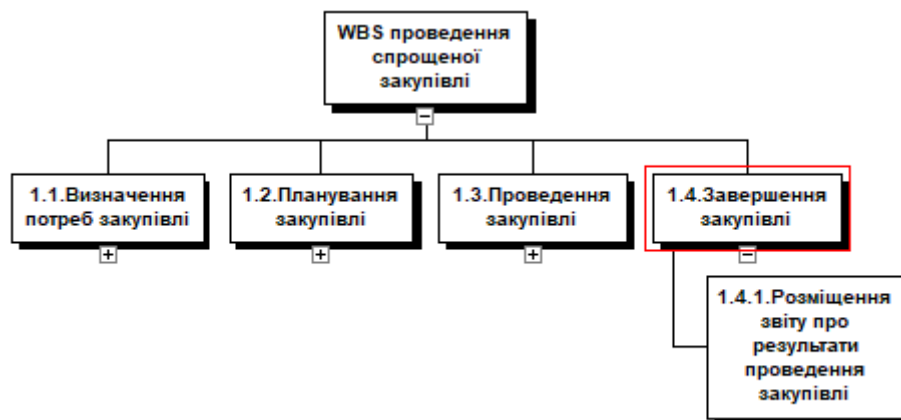 WBS проведення
спрощеної
закупівлі
1.1.Визначення
потреб закупівлі
1.2.Планування
закупівлі
1.3.Проведення
закупівлі
1.4.Завершення
закупівлі
1.4.1.Розміщення
звіту про
результати
проведення
закупівлі